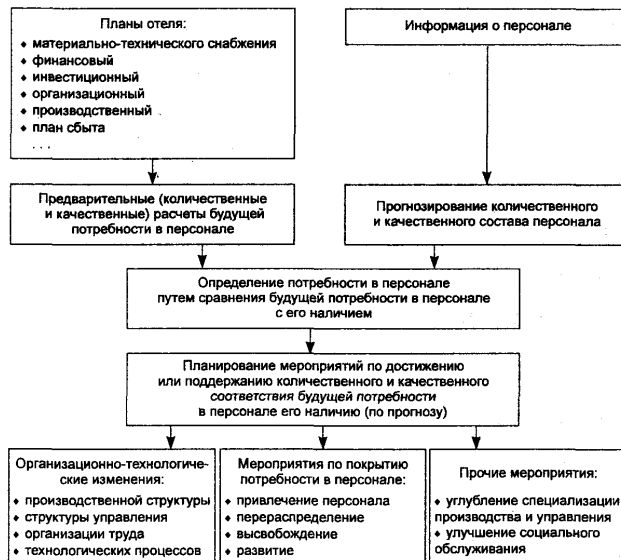 Планы отеля:
♦ материально-технического снабжения
♦ финансовый
♦ инвестиционный
♦ организационный
♦ производственный
♦ план сбыта
. . .
Информация о персонале
Предварительные (количественные
и качественные) расчеты будущей
потребности в персонале
Прогнозирование количественного
и качественного состава персонала
Определение потребности в персонале
путем сравнения будущей потребности в персонале
с его наличием
Планирование мероприятий по достижению
или поддержанию количественного и качественного
соответствия будущей потребности
в персонале его наличию (по прогнозу)
Организационно-технологиче-
ские изменения:
♦ производственной структуры
♦ структуры управления
♦ организации труда
♦ технологических процессов
Мероприятия по покрытию
потребности в персонале:
♦ привлечение персонала
♦ перераспределение
♦ высвобождение
♦ развитие
Прочие мероприятия:
♦ углубление специализации
производства и управления
♦ улучшение социального
обслуживания